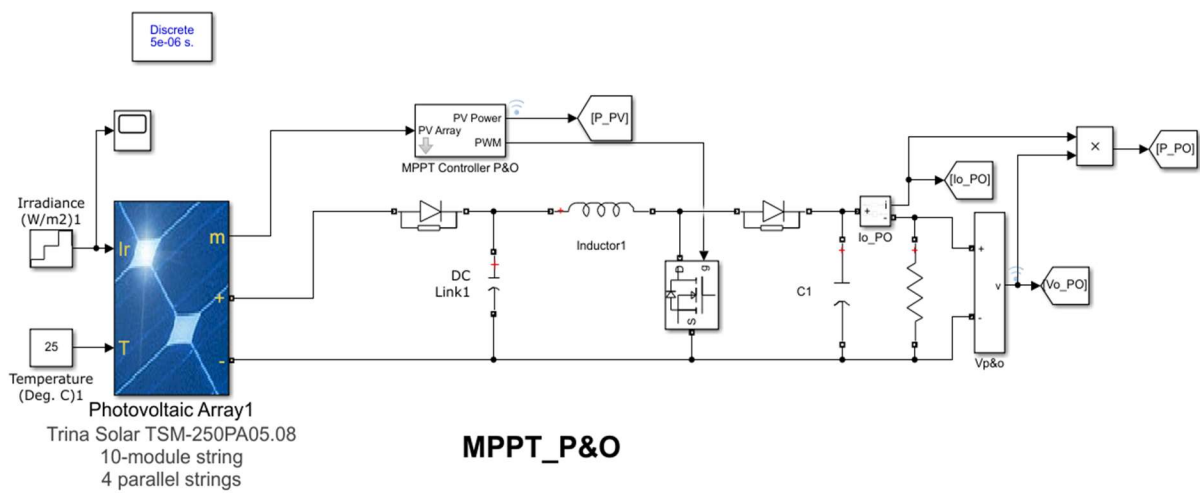 Discrete
5e-06 s.
PV Power
PV Array
PWM
MPPT Controller P&O
[P_PV]
×
[P_PO]
i
[Io_PO]
+
-
Io_PO
Irradiance
(W/m2)1
Ir
m
+
Inductor1
DC
Link1
D
g
S
C1
+
v
-
[Vo_PO]
Vp&o
25
T
-
Temperature
(Deg. C)1
Photovoltaic Array1
Trina Solar TSM-250PA05.08
10-module string
4 parallel strings
MPPT_P&O